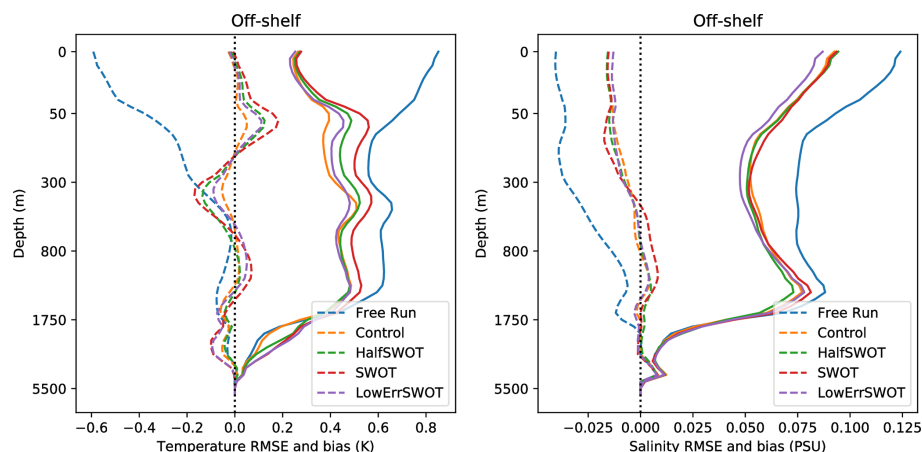 Off-shelf
0
50
300
800
1750
5500
Depth (m)
−0.6 −0.4 −0.2 0.0 0.2 0.4 0.6 0.8
Temperature RMSE and bias (K)
Free Run
Control
HalfSWOT
SWOT
LowErrSWOT
Off-shelf
0
50
300
800
1750
5500
Depth (m)
−0.025 0.000 0.025 0.050 0.075 0.100 0.125
Salinity RMSE and bias (PSU)
Free Run
Control
HalfSWOT
SWOT
LowErrSWOT